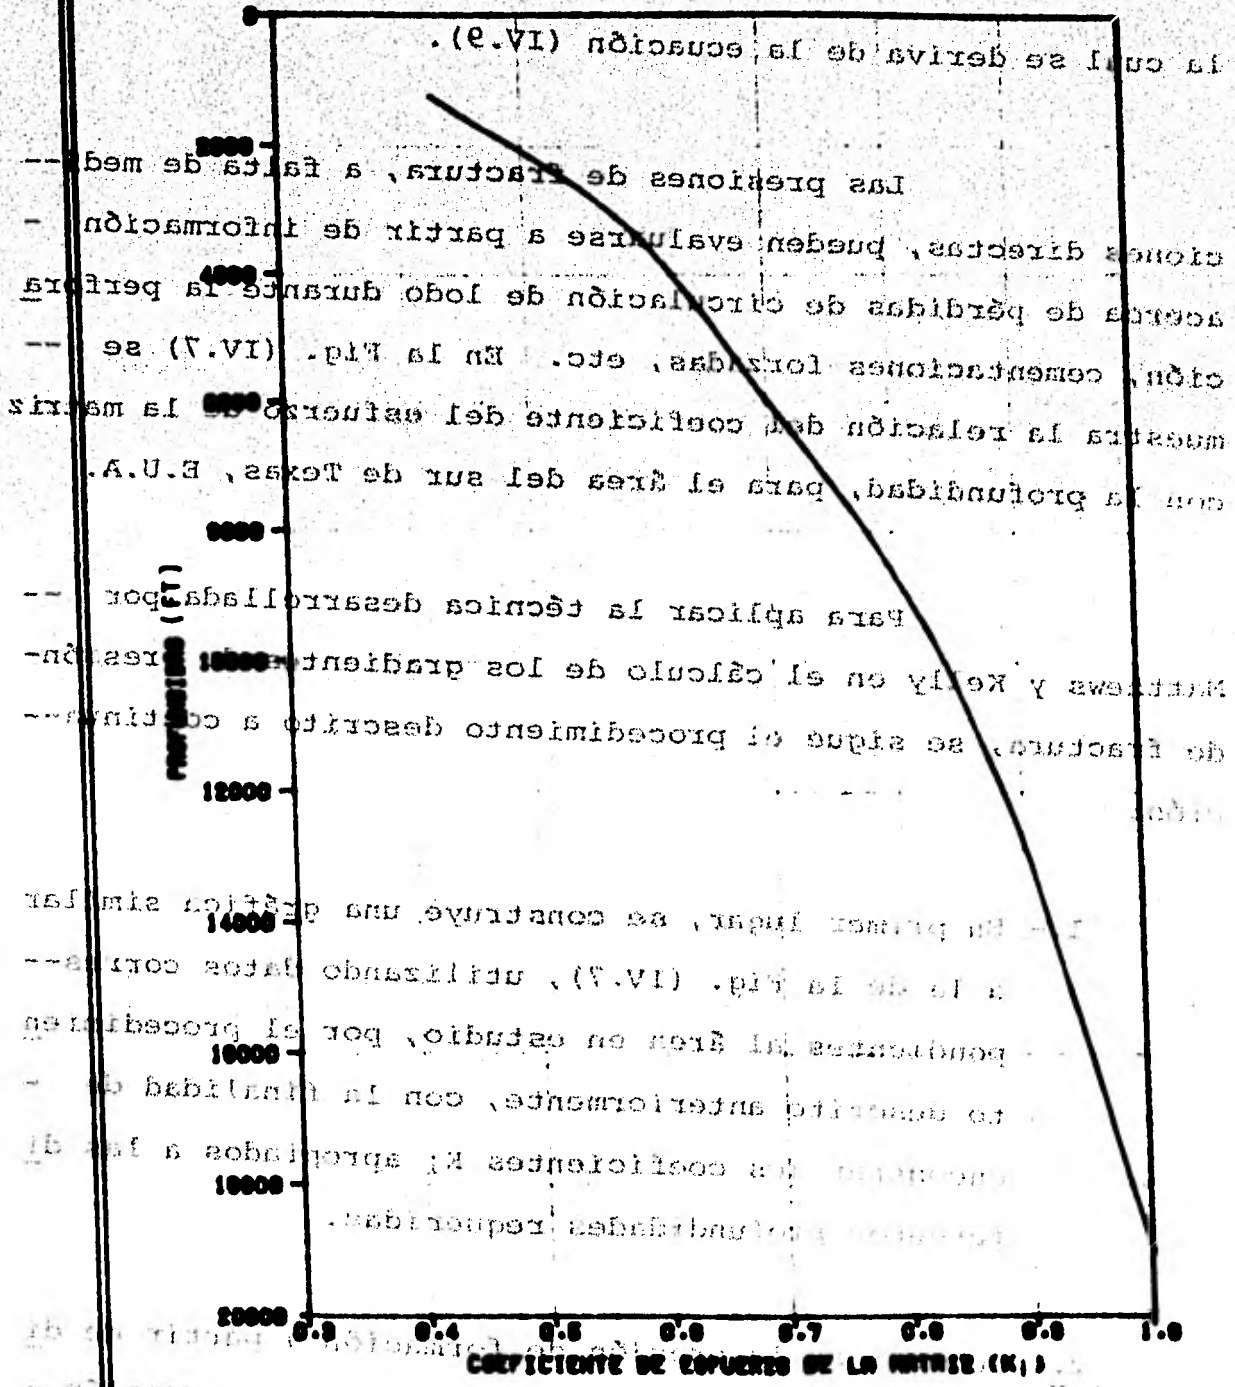 0
2000
4000
6000
8000
10000
12000
14000
16000
18000
20000
PROFUNDIDAD (FT)
0.3 0.4 0.5 0.6 0.7 0.8 0.9 1.0
COEFICIENTE DE ESFUERZO DE LA MATRIZ (Ki)
la cual se deriva de la ecuación (IV.9).
Las presiones de fractura, a falta de medi--
ciones directas, pueden evaluarse a partir de información -
acerca de pérdidas de circulación de lodo durante la perfora
ción, cementaciones forzadas, etc. En la Fig. (IV.7) se --
muestra la relación del coeficiente del esfuerzo de la matriz
con la profundidad, para el área del sur de Texas, E.U.A.
Para aplicar la técnica desarrollada por --
Matthews y Kelly en el cálculo de los gradientes de presión-
de fractura, se sigue el procedimiento descrito a continua--
ción
1.- En primer lugar, se construye una gráfica similar
a la de la Fig. (IV.7), utilizando datos corres--
pondientes al área en estudio, por el procedimien
to descrito anteriormente, con la finalidad de -
encontrar los coeficientes Ki apropiados a las di
ferentes profundidades requeridas.
de formación a partir de di